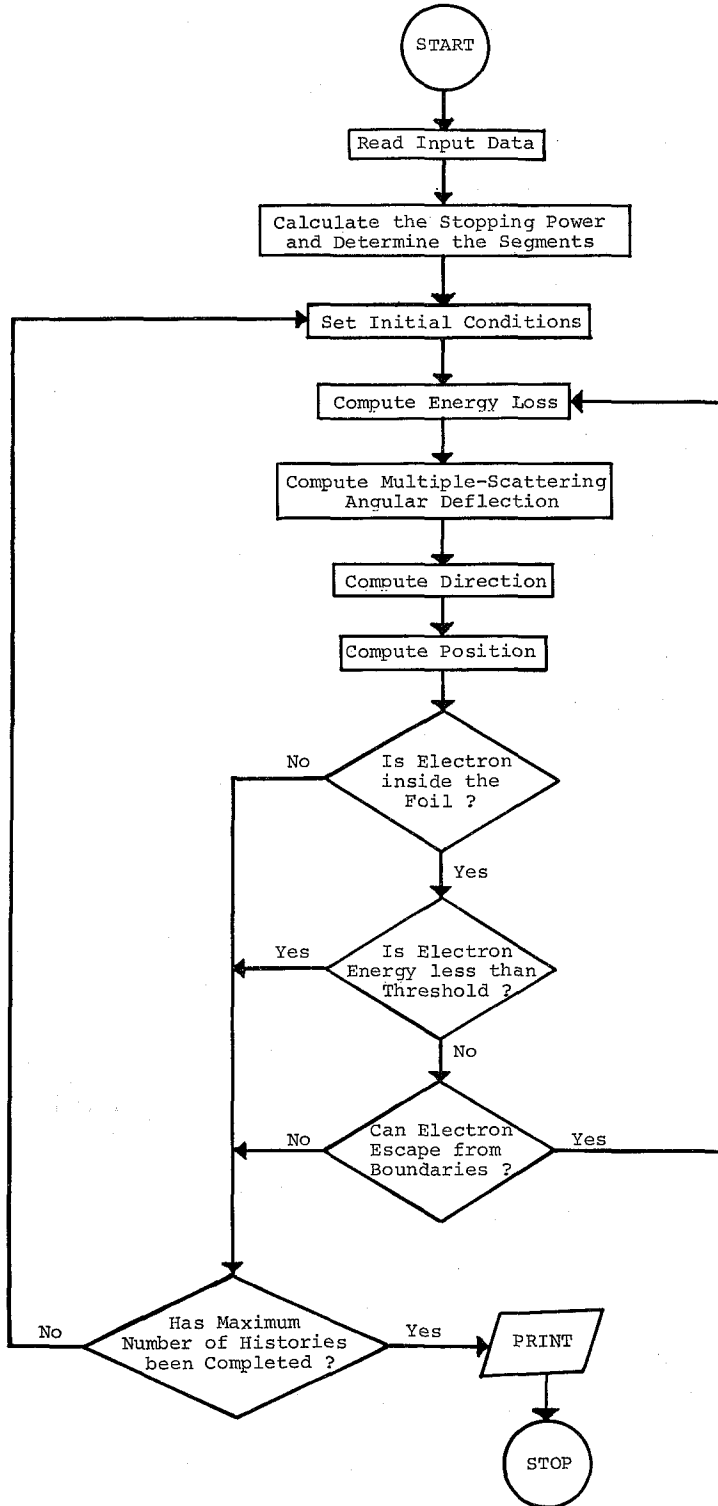 START
Read Input Data
Calculate the Stopping Power
and Determine the Segments
Set Initial Conditions
Compute Energy Loss
Compute Multiple-Scattering
Angular Deflection
Compute Direction
Compute Position
No
Is Electron
inside the
Foil ?
Yes
Yes
Is Electron
Energy less than
Threshold ?
No
No
Can Electron
Escape from
Boundaries ?
Yes
No
Has Maximum
Number of Histories
been Completed ?
Yes
PRINT
STOP